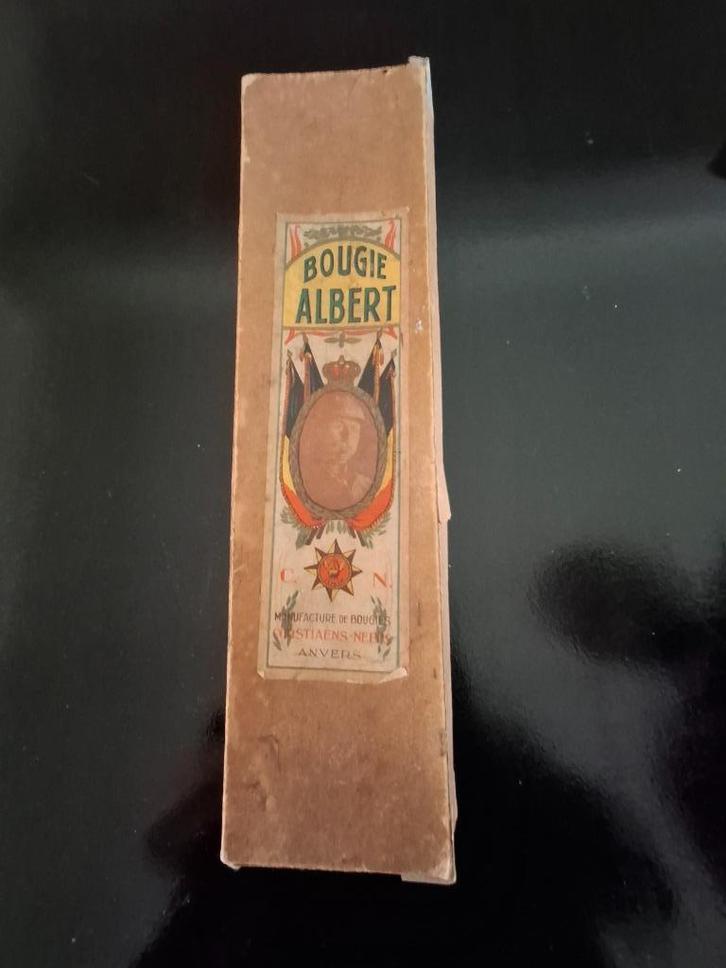 BOUGIE
ALBERT
C. N.
MANUFACTURE DE BOUGIES
ANVERS